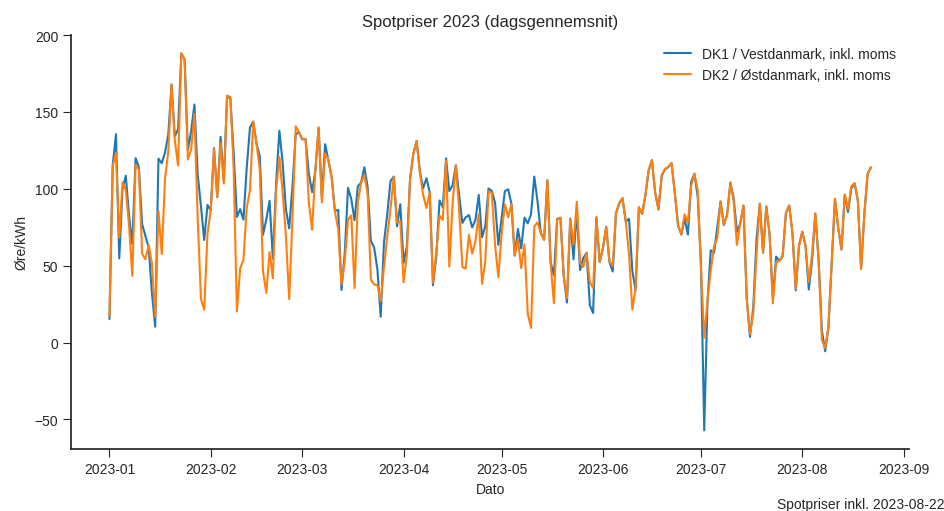 Spotpriser 2023 (dagsgennemsnit)
DK1 / Vestdanmark, inkl. moms
DK2 / Østdanmark, inkl. moms
Øre/kWh
200
150
100
50
0
−50
2023-01
2023-02
2023-03
2023-04
2023-05
2023-06
2023-07
2023-08
2023-09
Dato
Spotpriser inkl. 2023-08-22